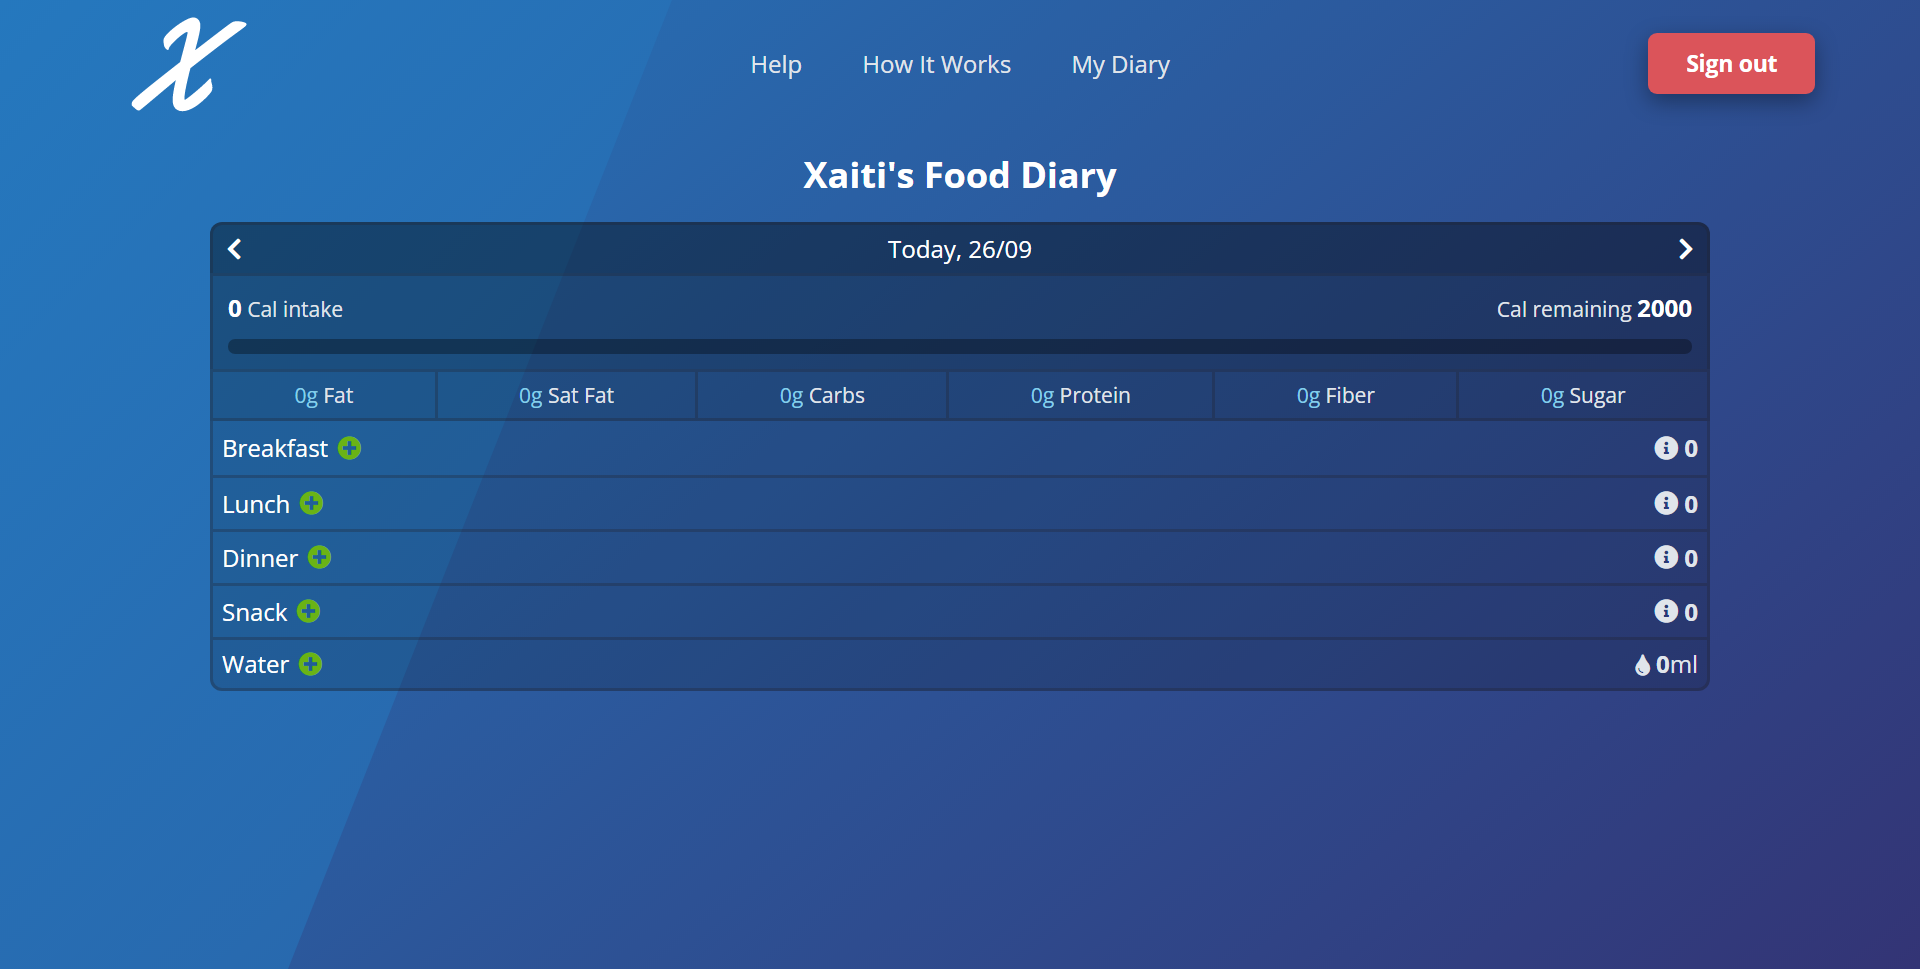 X
Help How It Works My Diary
Sign out
Xaiti's Food Diary
Today, 26/09
0 Cal intake Cal remaining 2000
0g Fat 0g Sat Fat 0g Carbs 0g Protein 0g Fiber 0g Sugar
Breakfast 0
Lunch 0
Dinner 0
Snack 0
Water 0ml